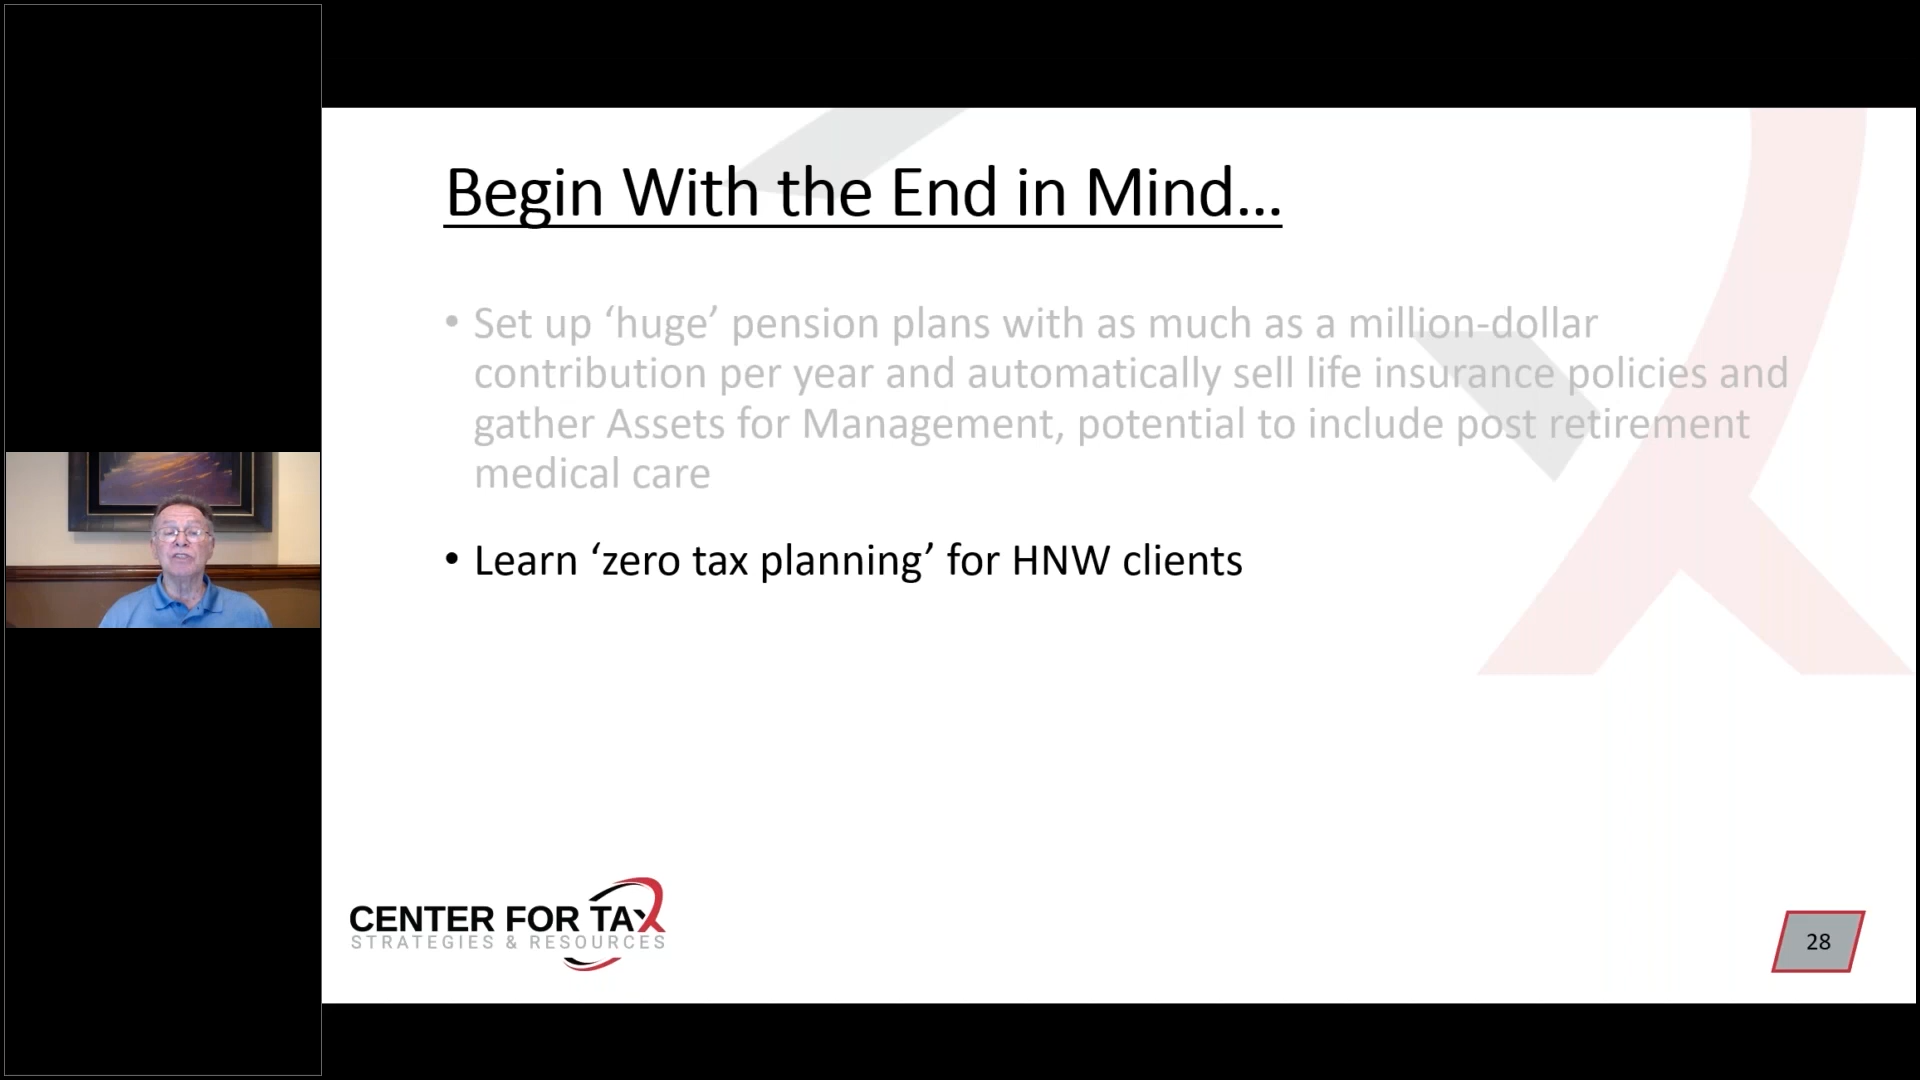 Begin With the End in Mind...
• Set up ‘huge’ pension plans with as much as a million-dollar
contribution per year and automatically sell life insurance policies and
gather Assets for Management, potential to include post retirement
medical care
• Learn ‘zero tax planning’ for HNW clients
CENTER FOR TAX
STRATEGIES & RESOURCES
28